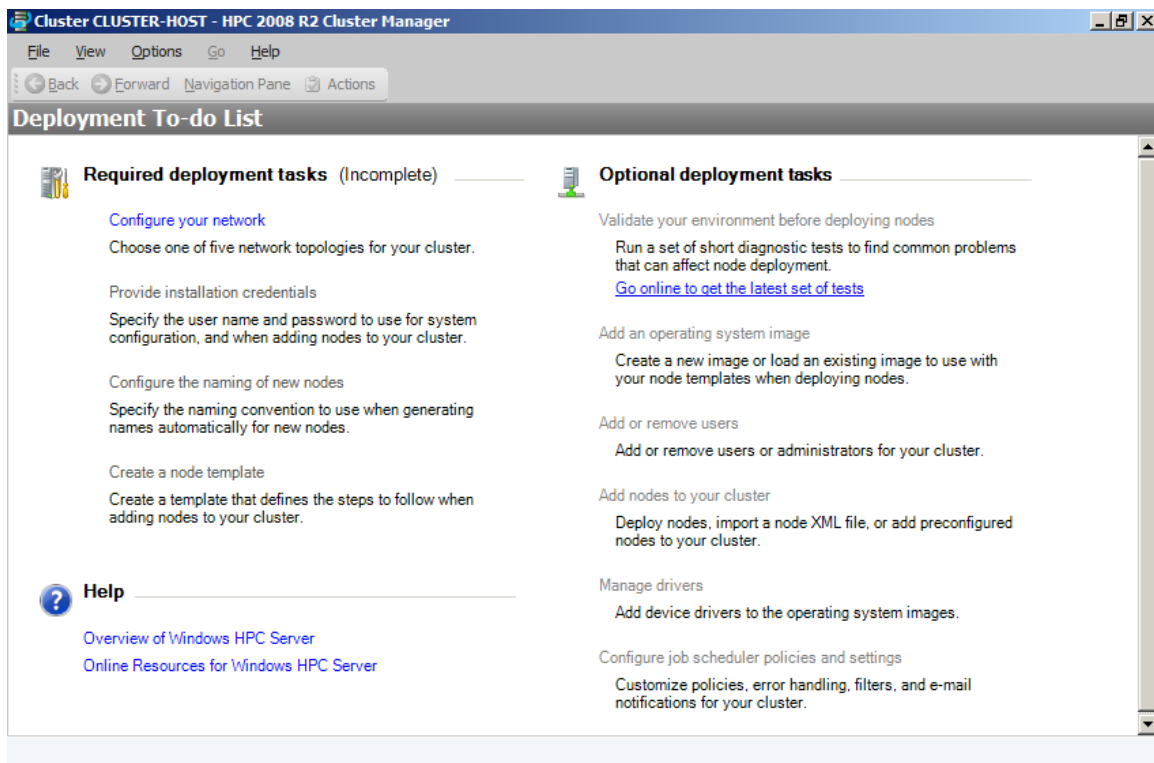 Cluster CLUSTER-HOST - HPC 2008 R2 Cluster Manager
File View Options Go Help
Back Forward Navigation Pane Actions
Deployment To-do List
Required deployment tasks (Incomplete)
Configure your network
Choose one of five network topologies for your cluster.
Provide installation credentials
Specify the user name and password to use for system
configuration, and when adding nodes to your cluster.
Configure the naming of new nodes
Specify the naming convention to use when generating
names automatically for new nodes.
Create a node template
Create a template that defines the steps to follow when
adding nodes to your cluster.
Help
Overview of Windows HPC Server
Online Resources for Windows HPC Server
Optional deployment tasks
Validate your environment before deploying nodes
Run a set of short diagnostic tests to find common problems
that can affect node deployment.
Go online to get the latest set of tests
Add an operating system image
Create a new image or load an existing image to use with
your node templates when deploying nodes.
Add or remove users
Add or remove users or administrators for your cluster.
Add nodes to your cluster
Deploy nodes, import a node XML file, or add preconfigured
nodes to your cluster.
Manage drivers
Add device drivers to the operating system images.
Configure job scheduler policies and settings
Customize policies, error handling, filters, and e-mail
notifications for your cluster.